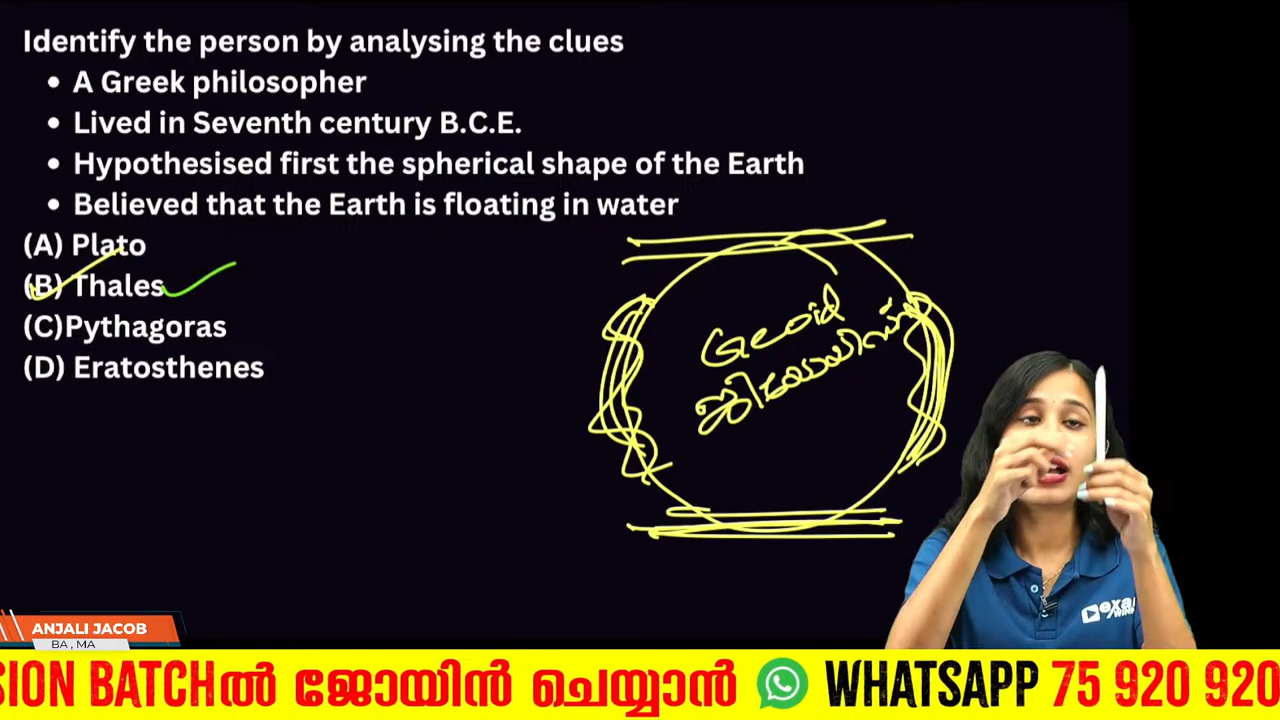 Identify the person by analysing the clues
• A Greek philosopher
• Lived in Seventh century B.C.E.
• Hypothesised first the spherical shape of the Earth
• Believed that the Earth is floating in water
(A) Plato
(B) Thales
(C)Pythagoras
(D) Eratosthenes
Geoid
ANJALI JACOB
BA , MA
SION BATCHൽ ജോയിൻ ചെയ്യാൻ WHATSAPP 75 920 920